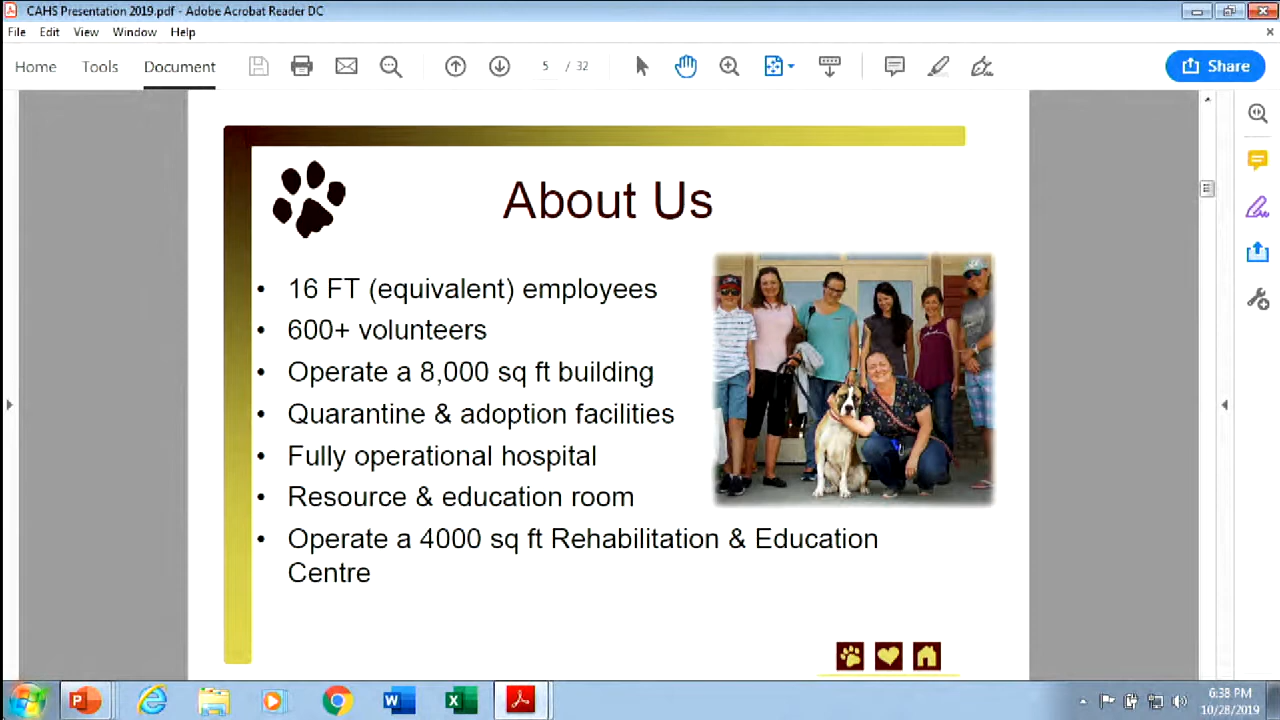 CAHS Presentation 2019.pdf - Adobe Acrobat Reader DC
File Edit View Window Help
Home Tools Document 5 / 32 Share
About Us
• 16 FT (equivalent) employees
• 600+ volunteers
• Operate a 8,000 sq ft building
• Quarantine & adoption facilities
• Fully operational hospital
• Resource & education room
• Operate a 4000 sq ft Rehabilitation & Education
Centre
6:38 PM
10/28/2019